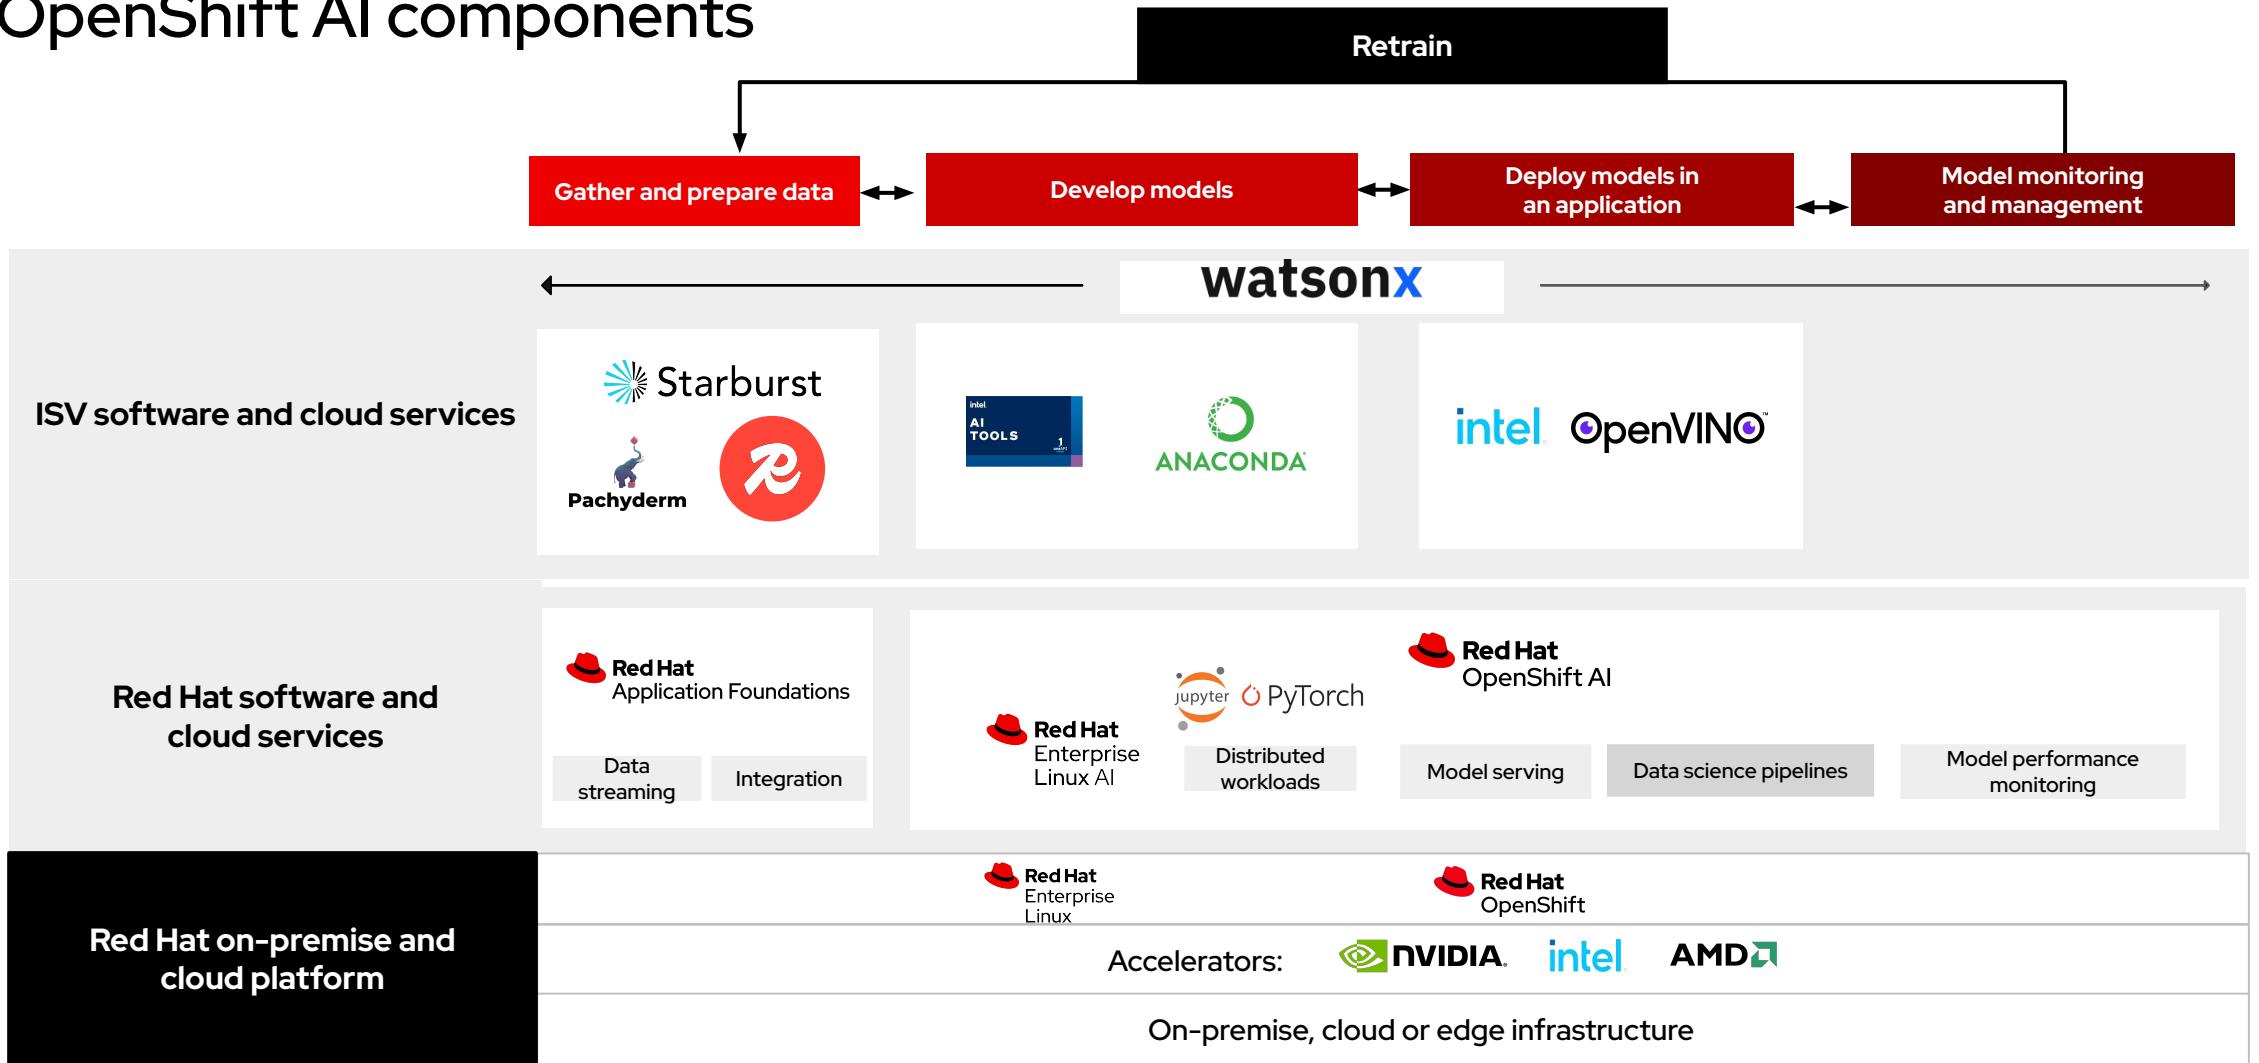 OpenShift AI components
Retrain
Gather and prepare data
Develop models
Deploy models in
an application
Model monitoring
and management
watsonx
ISV software and cloud services
Starburst
Pachyderm
R
intel
AI
TOOLS
ANACONDA
intel
OpenVINO™
Red Hat software and
cloud services
Red Hat
Application Foundations
Data
streaming
Integration
Red Hat
Enterprise
Linux AI
Jupyter
PyTorch
Distributed
workloads
Red Hat
OpenShift AI
Model serving
Data science pipelines
Model performance
monitoring
Red Hat on-premise and
cloud platform
Red Hat
Enterprise
Linux
Red Hat
OpenShift
Accelerators:
NVIDIA.
intel
AMD
On-premise, cloud or edge infrastructure